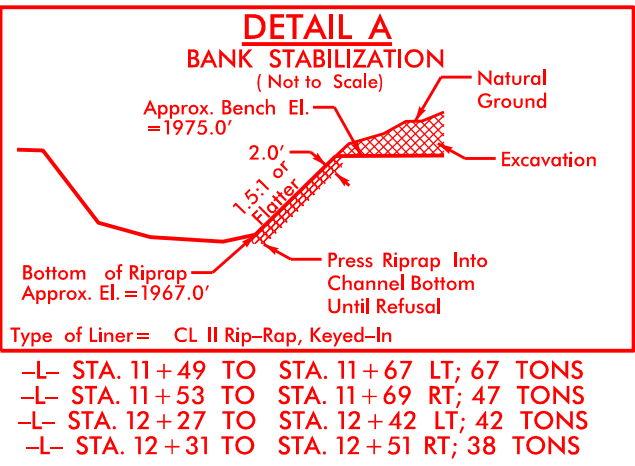 DETAIL A
BANK STABILIZATION
( Not to Scale)
Natural
Ground
Approx. Bench El.
=1975.0'
2.0'
Excavation
1.5:1 or
Flatter
Bottom of Riprap
Approx. El. =1967.0'
Press Riprap Into
Channel Bottom
Until Refusal
Type of Liner= CL II Rip-Rap, Keyed-In
-L- STA. 11+49 TO STA. 11+67 LT; 67 TONS
-L- STA. 11+53 TO STA. 11+69 RT; 47 TONS
-L- STA. 12+27 TO STA. 12+42 LT; 42 TONS
-L- STA. 12+31 TO STA. 12+51 RT; 38 TONS